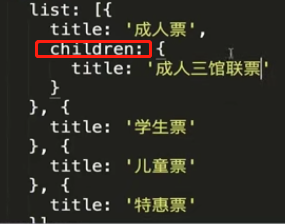 list: [{
title: '成人票',
children: {
title: '成人三馆联票'
}
}, {
title: '学生票'
}, {
title: '儿童票'
}, {
title: '特惠票'
}]